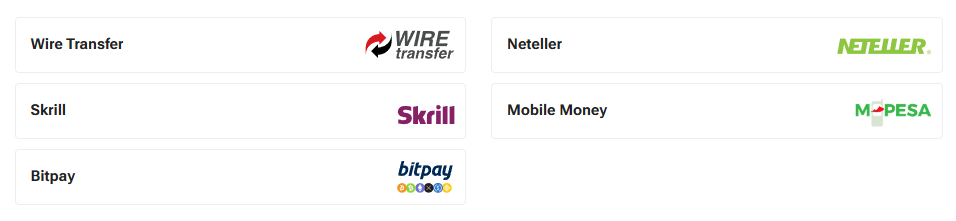 Wire Transfer
WIRE
transfer
Neteller
NETELLER®
Skrill
Skrill
Mobile Money
M-PESA
Bitpay
bitpay